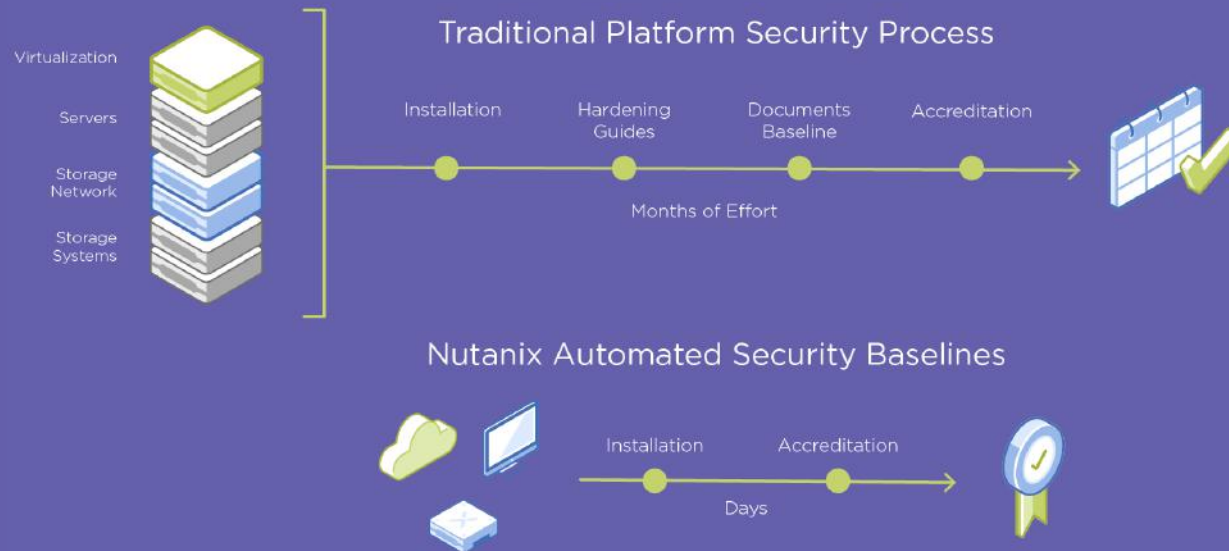 Traditional Platform Security Process
Virtualization
Servers
Storage
Network
Storage
Systems
Installation
Hardening
Guides
Documents
Baseline
Accreditation
Months of Effort
Nutanix Automated Security Baselines
Installation
Accreditation
Days